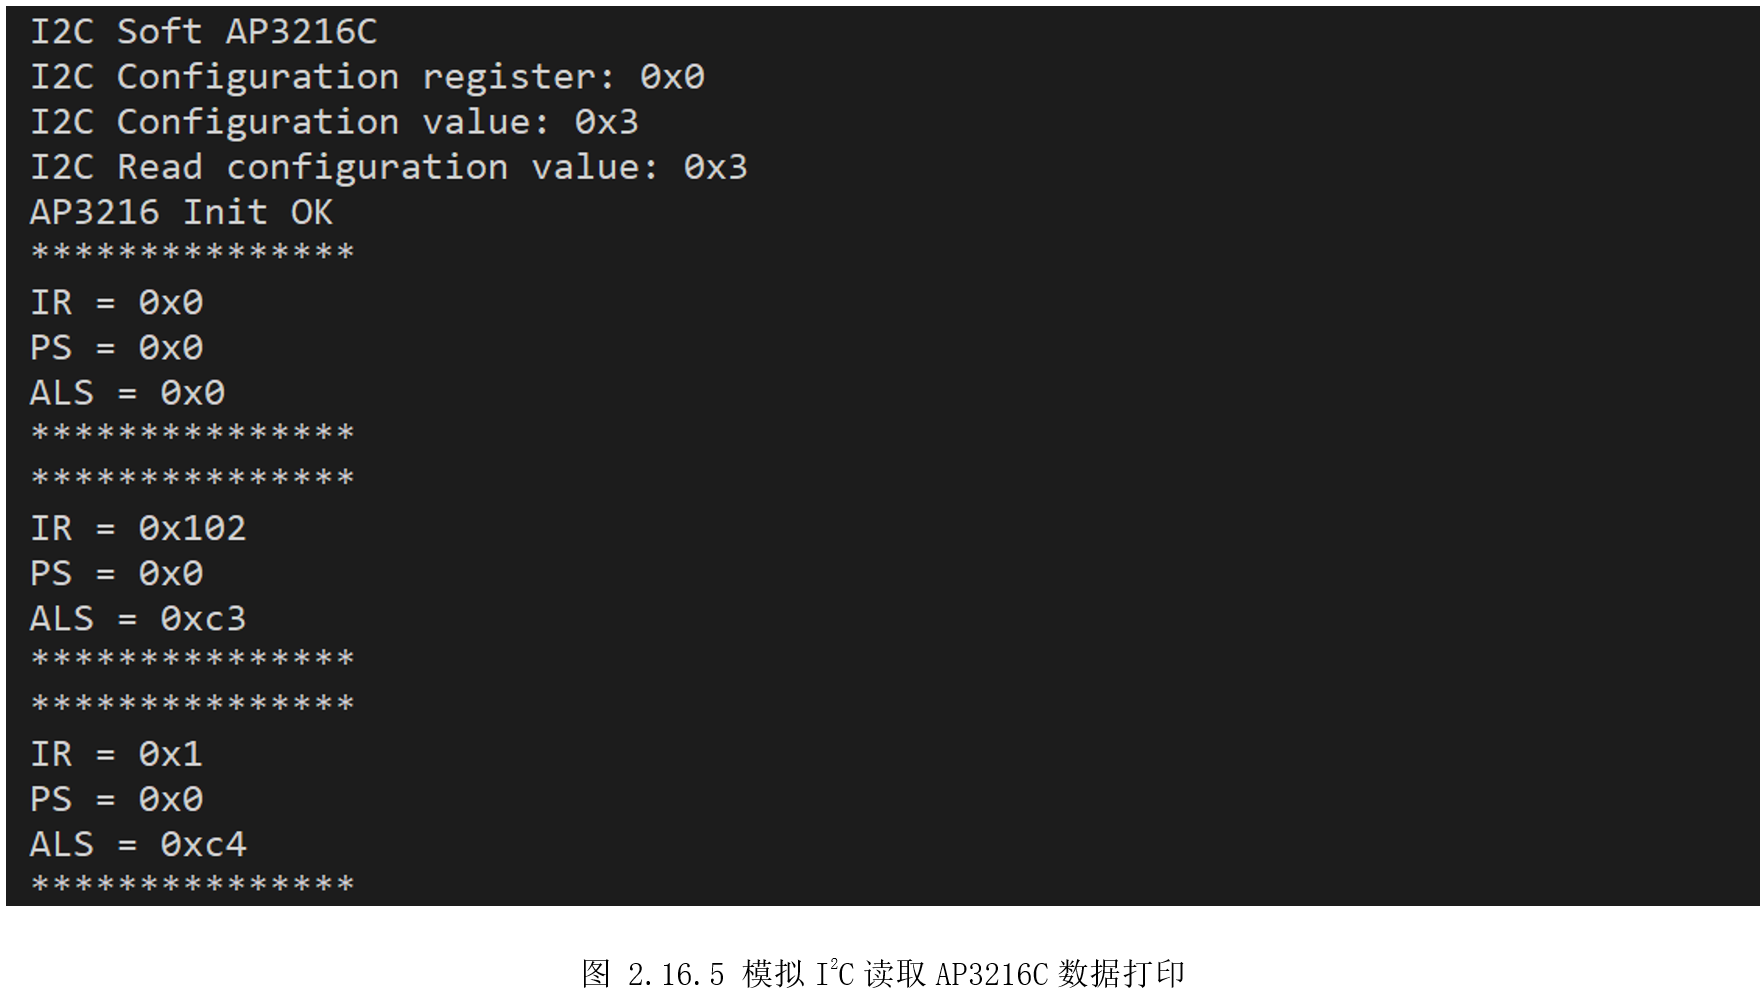 I2C Soft AP3216C
I2C Configuration register: 0x0
I2C Configuration value: 0x3
I2C Read configuration value: 0x3
AP3216 Init OK
***************
IR = 0x0
PS = 0x0
ALS = 0x0
***************
***************
IR = 0x102
PS = 0x0
ALS = 0xc3
***************
***************
IR = 0x1
PS = 0x0
ALS = 0xc4
***************
图 2.16.5 模拟 I²C 读取 AP3216C 数据打印